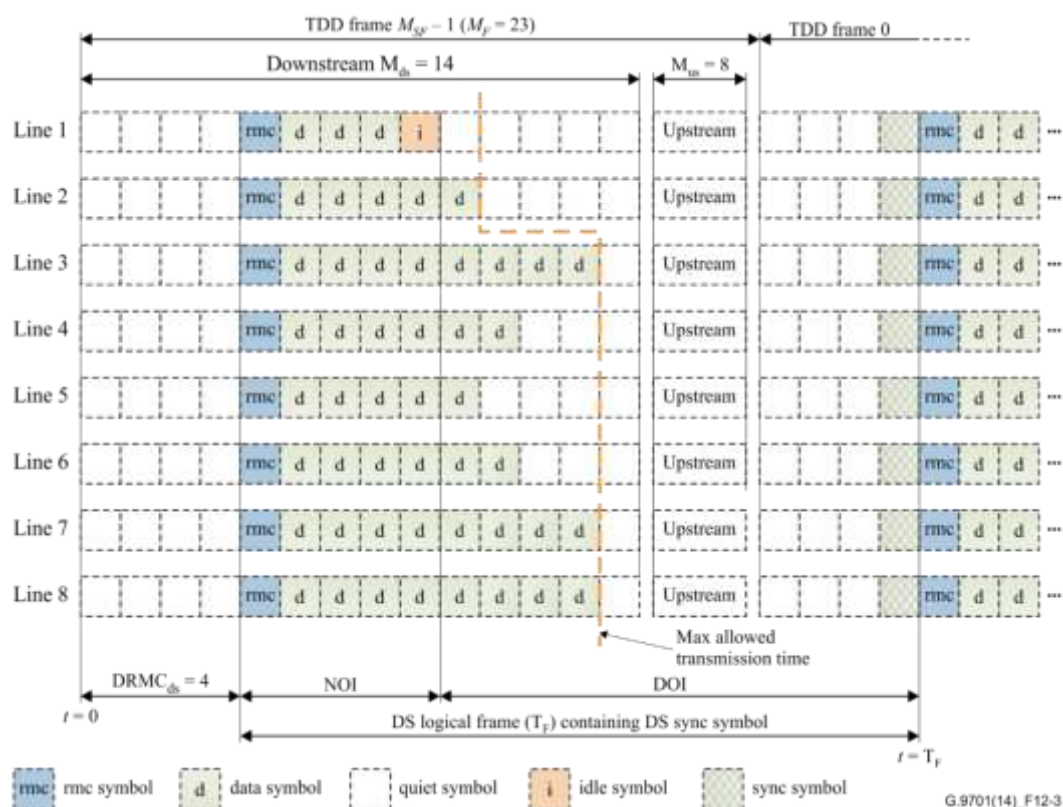 TDD frame M_SF – 1 (M_F = 23)
TDD frame 0
Downstream M_ds = 14
M_us = 8
Line 1 rmc d d d i Upstream rmc d d ...
Line 2 rmc d d d d d Upstream rmc d d ...
Line 3 rmc d d d d d d d d Upstream rmc d d ...
Line 4 rmc d d d d d d Upstream rmc d d ...
Line 5 rmc d d d d d Upstream rmc d d ...
Line 6 rmc d d d d d d Upstream rmc d d ...
Line 7 rmc d d d d d d d d Upstream rmc d d ...
Line 8 rmc d d d d d d d d Upstream rmc d d ...
Max allowed
transmission time
DRMC_ds = 4
NOI
DOI
t = 0
DS logical frame (T_F) containing DS sync symbol
t = T_F
rmc rmc symbol d data symbol quiet symbol i idle symbol sync symbol
G.9701(14)_F12-3